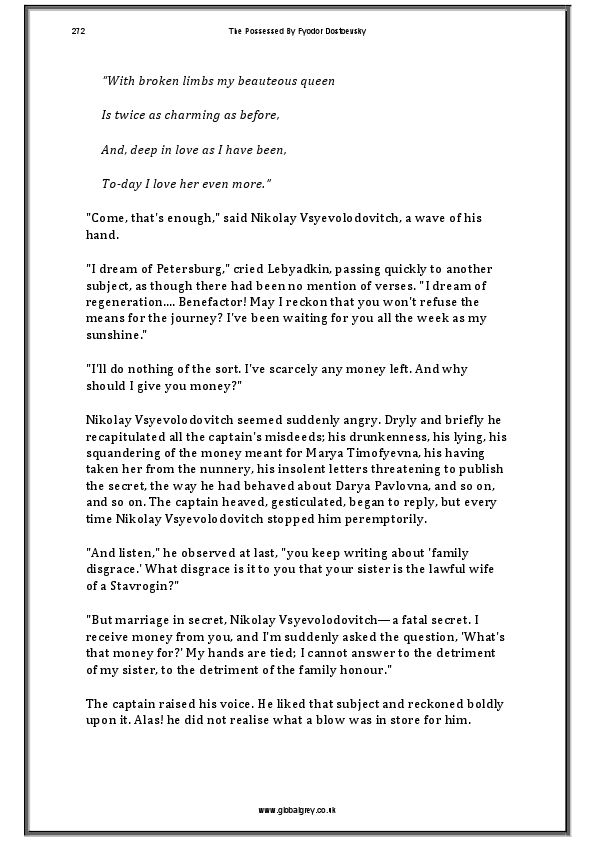 272 The Possessed By Fyodor Dostoevsky
"With broken limbs my beauteous queen
Is twice as charming as before,
And, deep in love as I have been,
To-day I love her even more."
"Come, that's enough," said Nikolay Vsyevolodovitch, a wave of his
hand.
"I dream of Petersburg," cried Lebyadkin, passing quickly to another
subject, as though there had been no mention of verses. "I dream of
regeneration.... Benefactor! May I reckon that you won't refuse the
means for the journey? I've been waiting for you all the week as my
sunshine."
"I'll do nothing of the sort. I've scarcely any money left. And why
should I give you money?"
Nikolay Vsyevolodovitch seemed suddenly angry. Dryly and briefly he
recapitulated all the captain's misdeeds; his drunkenness, his lying, his
squandering of the money meant for Marya Timofyevna, his having
taken her from the nunnery, his insolent letters threatening to publish
the secret, the way he had behaved about Darya Pavlovna, and so on,
and so on. The captain heaved, gesticulated, began to reply, but every
time Nikolay Vsyevolodovitch stopped him peremptorily.
"And listen," he observed at last, "you keep writing about 'family
disgrace.' What disgrace is it to you that your sister is the lawful wife
of a Stavrogin?"
"But marriage in secret, Nikolay Vsyevolodovitch—a fatal secret. I
receive money from you, and I'm suddenly asked the question, 'What's
that money for?' My hands are tied; I cannot answer to the detriment
of my sister, to the detriment of the family honour."
The captain raised his voice. He liked that subject and reckoned boldly
upon it. Alas! he did not realise what a blow was in store for him.
www.globalgrey.co.uk